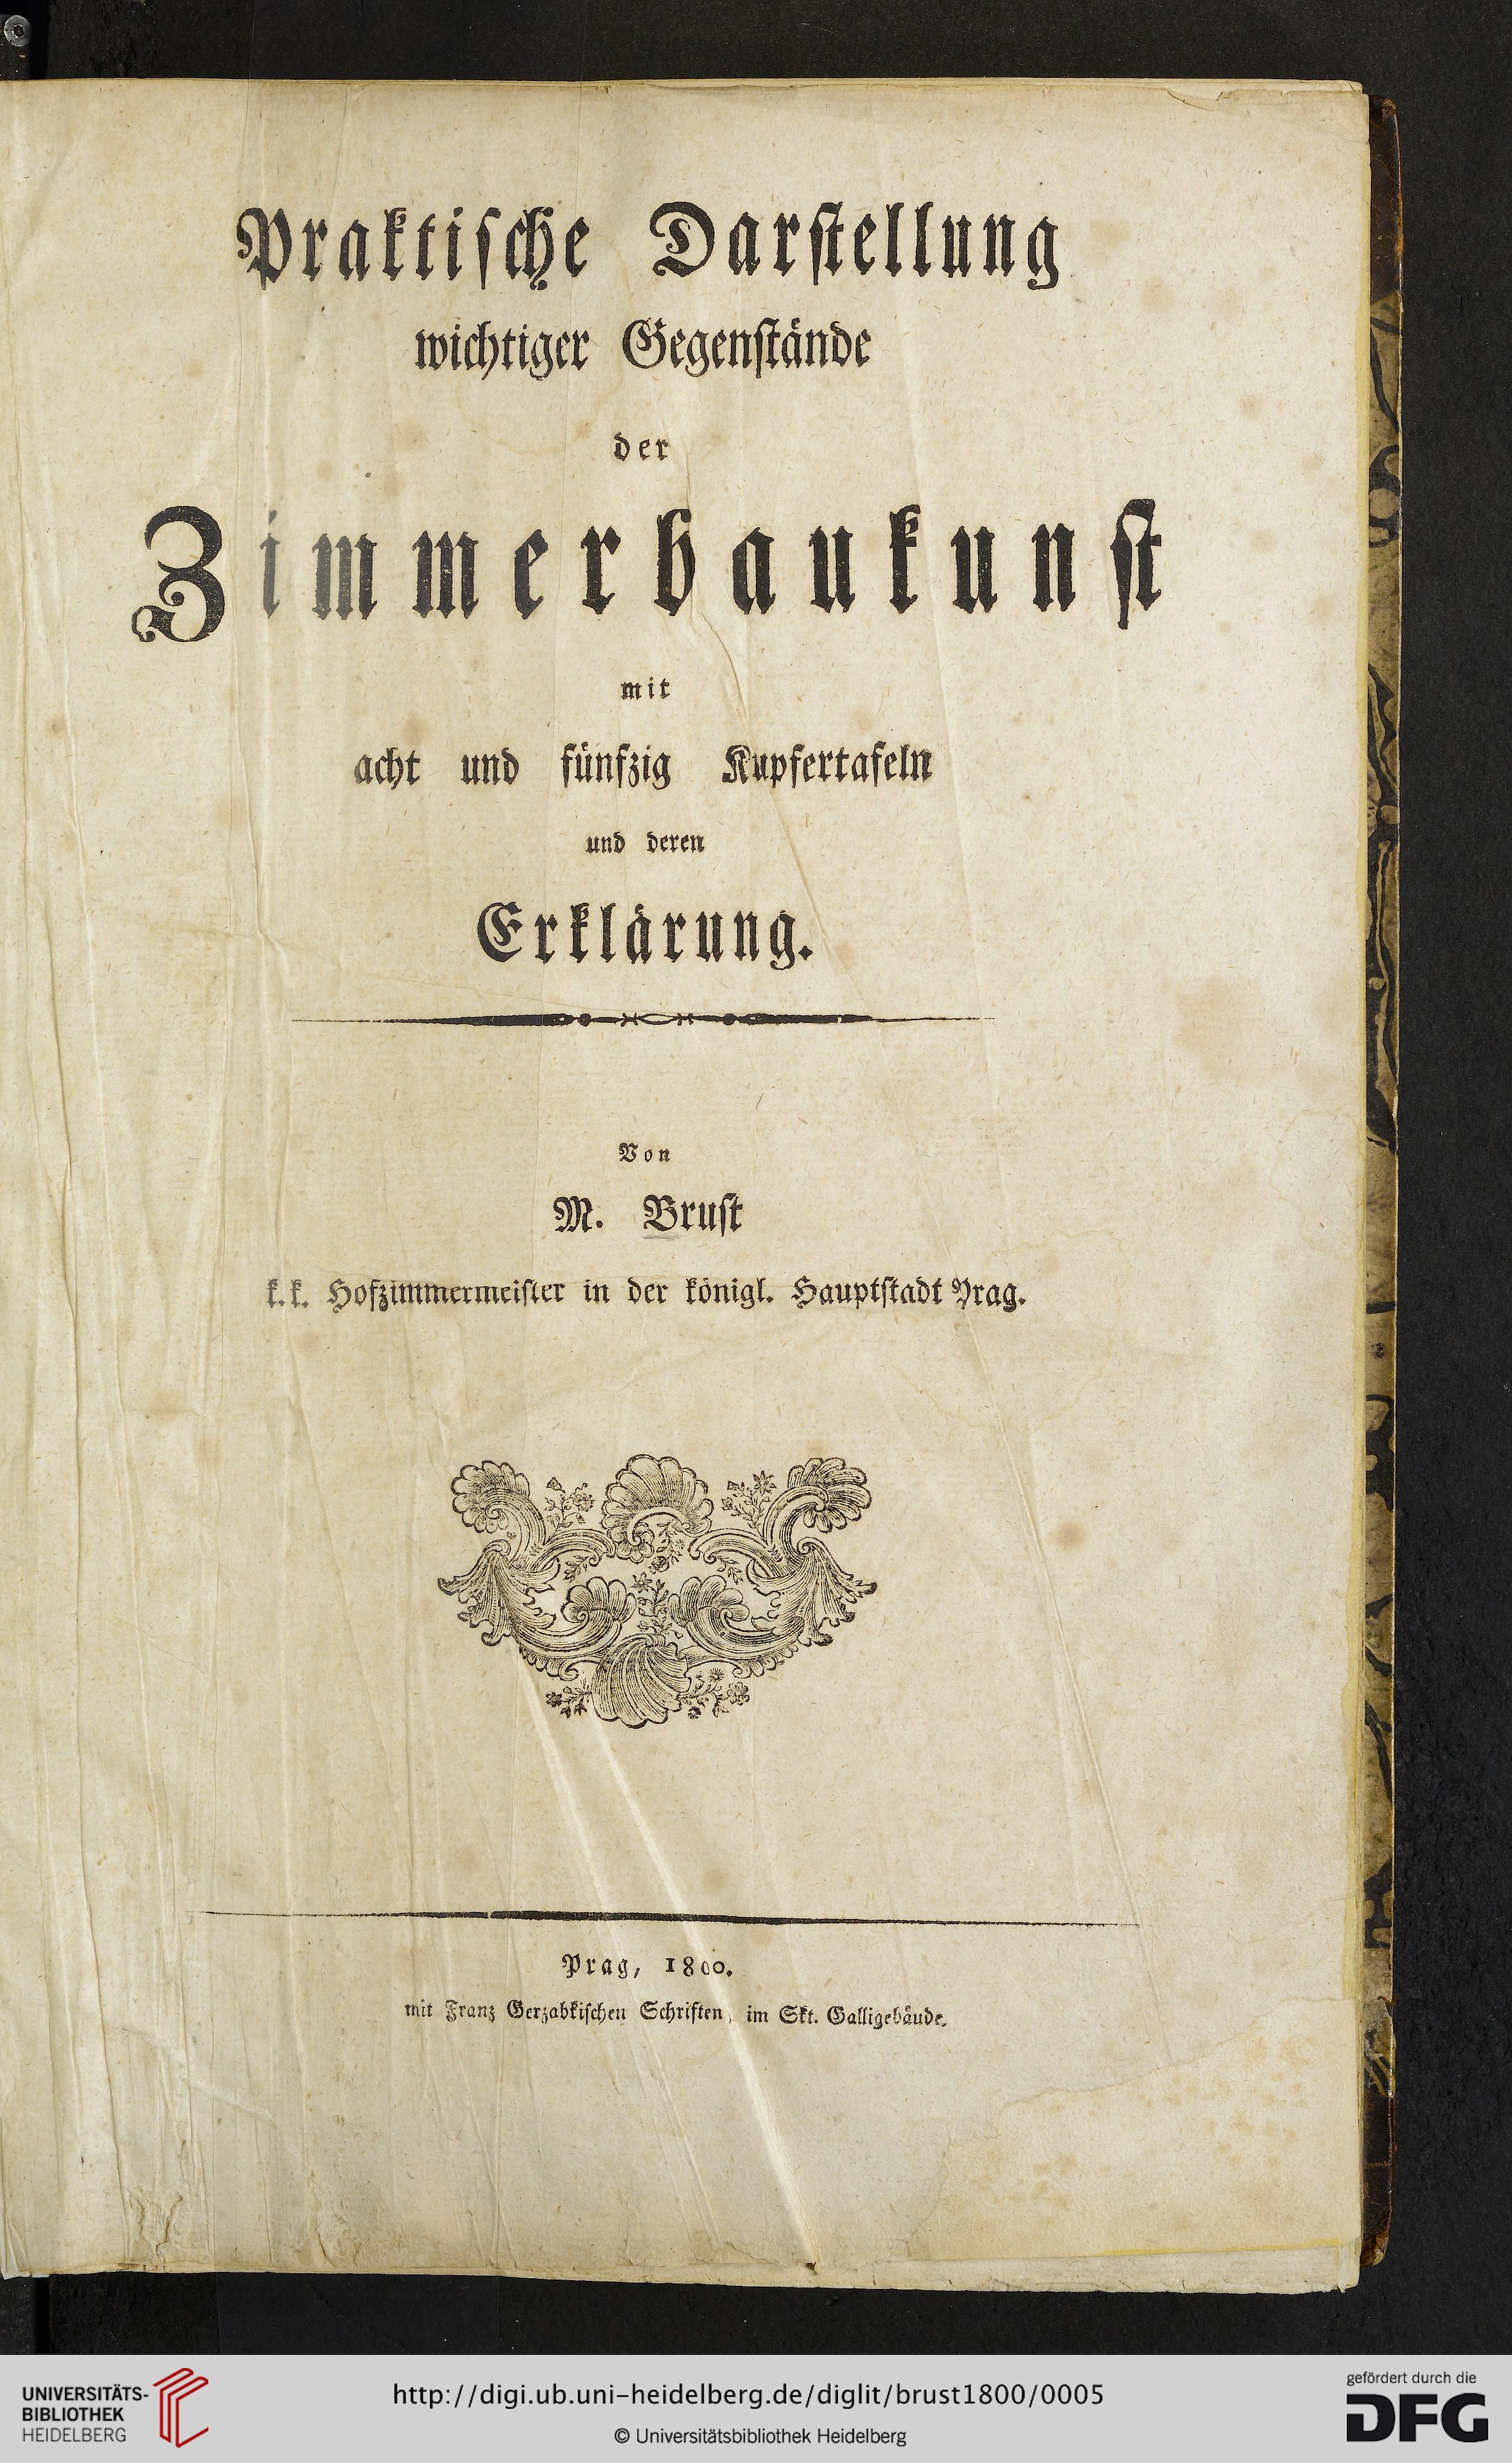 Praktische Darstellung
wichtiger Gegenstände
der
Zimmerbaukunst
mit
acht und fünfzig Kupfertafeln
und deren
Erklärung.
Von
M. Brust
k.k. Hofzimmermeister in der königl. Hauptstadt Prag.
Prag, 1800.
mit Franz Gerzabkischen Schriften, im Skt. Galligebäude.
UNIVERSITÄTS-
BIBLIOTHEK
HEIDELBERG
http://digi.ub.uni-heidelberg.de/diglit/brust1800/0005
© Universitätsbibliothek Heidelberg
gefördert durch die
DFG